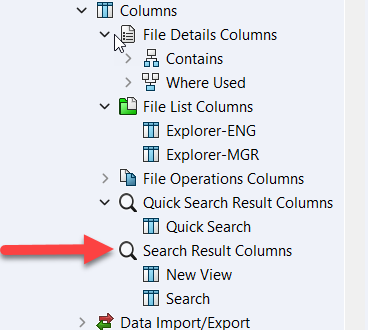 Columns
File Details Columns
Contains
Where Used
File List Columns
Explorer-ENG
Explorer-MGR
File Operations Columns
Quick Search Result Columns
Quick Search
Search Result Columns
New View
Search
Data Import/Export